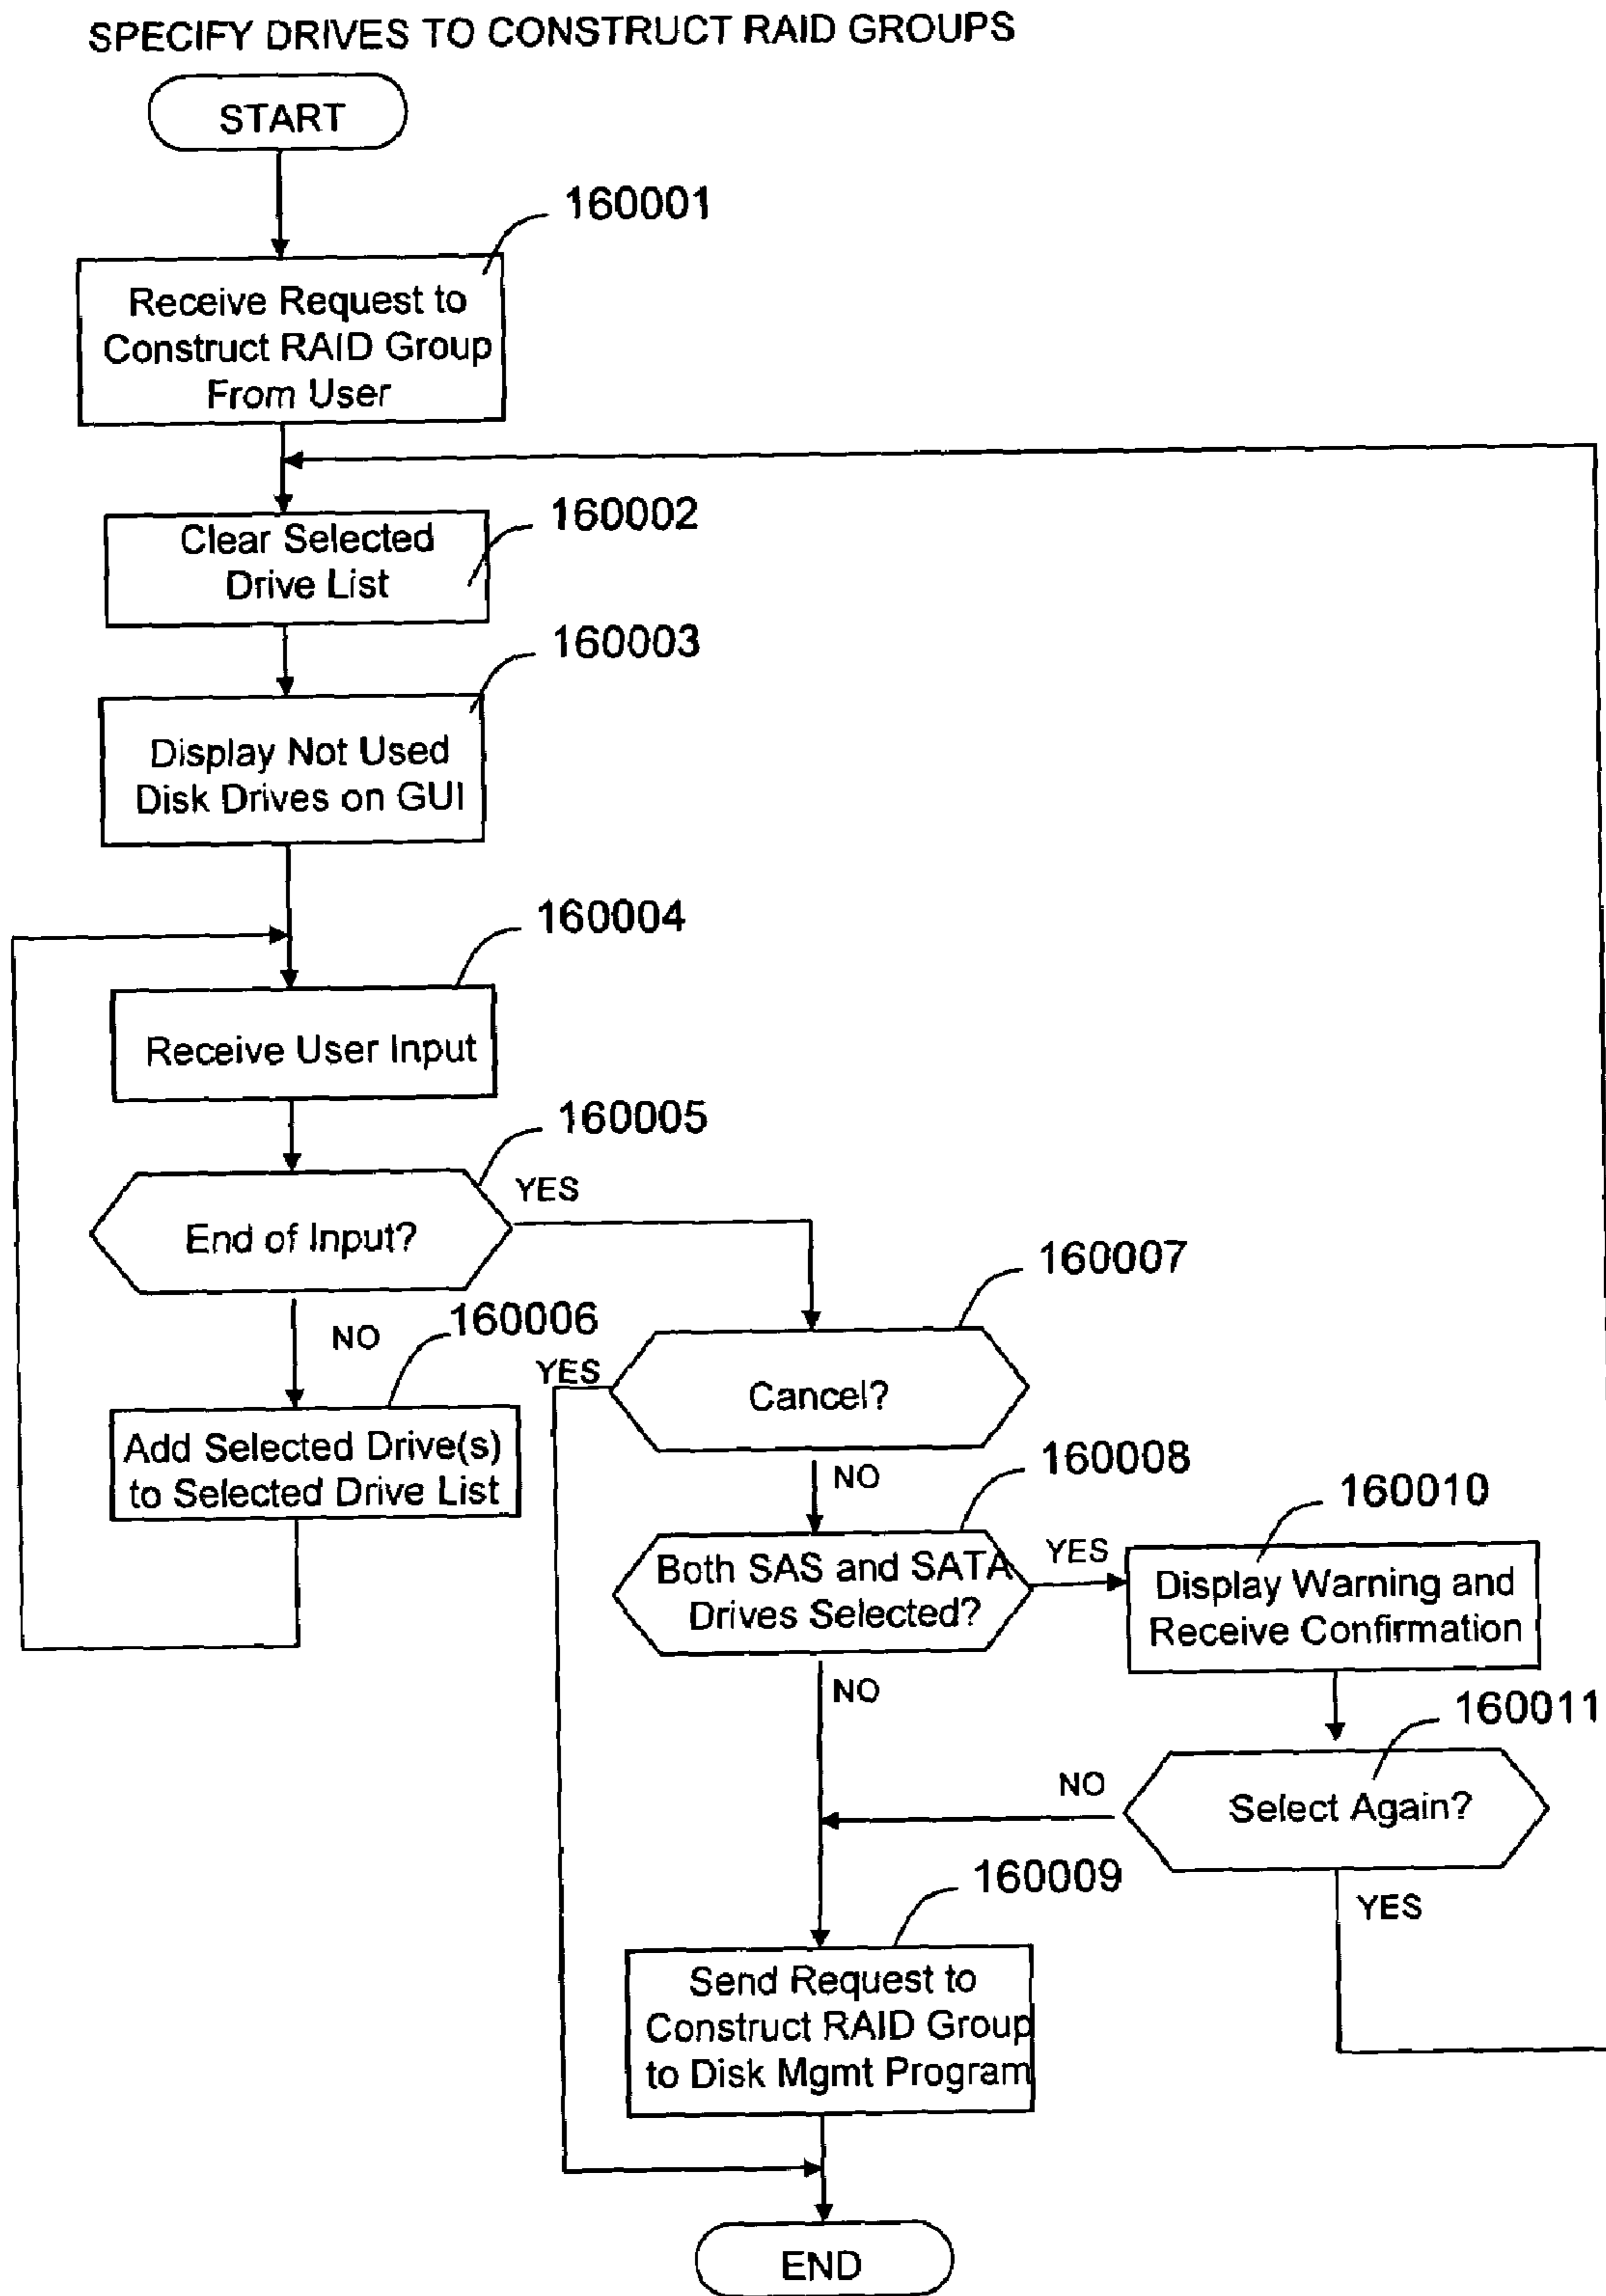 SPECIFY DRIVES TO CONSTRUCT RAID GROUPS
START
160001
Receive Request to
Construct RAID Group
From User
160002
Clear Selected
Drive List
160003
Display Not Used
Disk Drives on GUI
160004
Receive User Input
160005
YES
End of Input?
160007
NO
160006
YES
Cancel?
Add Selected Drive(s)
to Selected Drive List
NO
160008
160010
Both SAS and SATA
Drives Selected?
YES
Display Warning and
Receive Confirmation
NO
160011
NO
Select Again?
160009
YES
Send Request to
Construct RAID Group
to Disk Mgmt Program
END